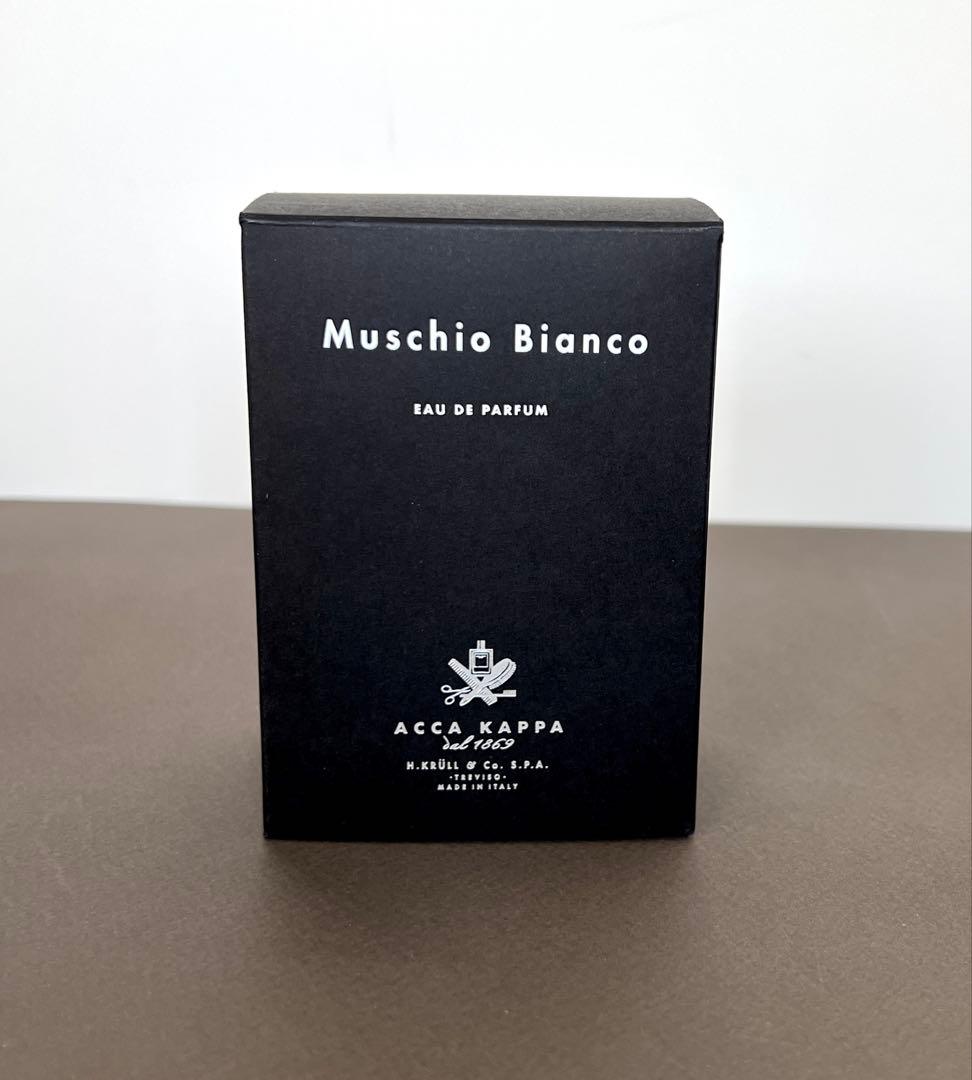 Muschio Bianco
EAU DE PARFUM
ACCA KAPPA
dal 1869
H.KRÜLL & Co. S.P.A.
·TREVISO·
MADE IN ITALY